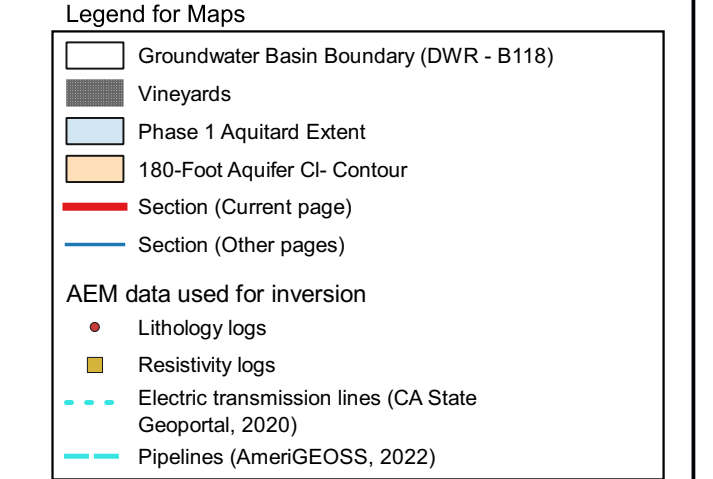 Legend for Maps
Groundwater Basin Boundary (DWR - B118)
Vineyards
Phase 1 Aquitard Extent
180-Foot Aquifer Cl- Contour
Section (Current page)
Section (Other pages)
AEM data used for inversion
Lithology logs
Resistivity logs
Electric transmission lines (CA State
Geoportal, 2020)
Pipelines (AmeriGEOSS, 2022)